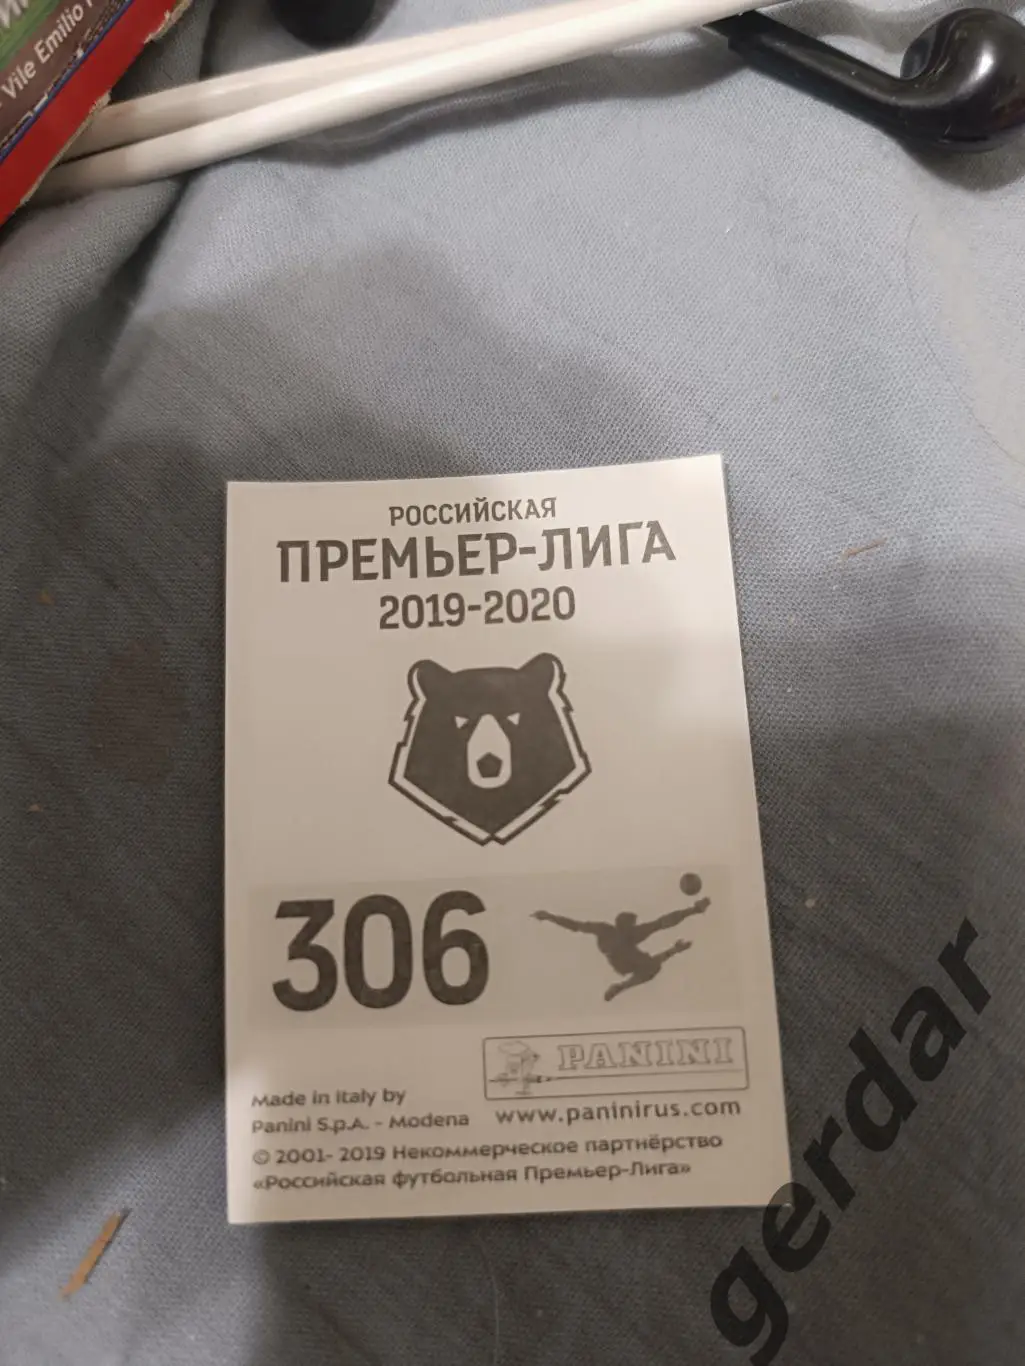 Vile Emilio
РОССИЙСКАЯ
ПРЕМЬЕР-ЛИГА
2019-2020
306
PANINI
Made in Italy by
Panini S.p.A. - Modena
www.paninirus.com
© 2001- 2019 Некоммерческое партнёрство
«Российская футбольная Премьер-Лига»
gerdar